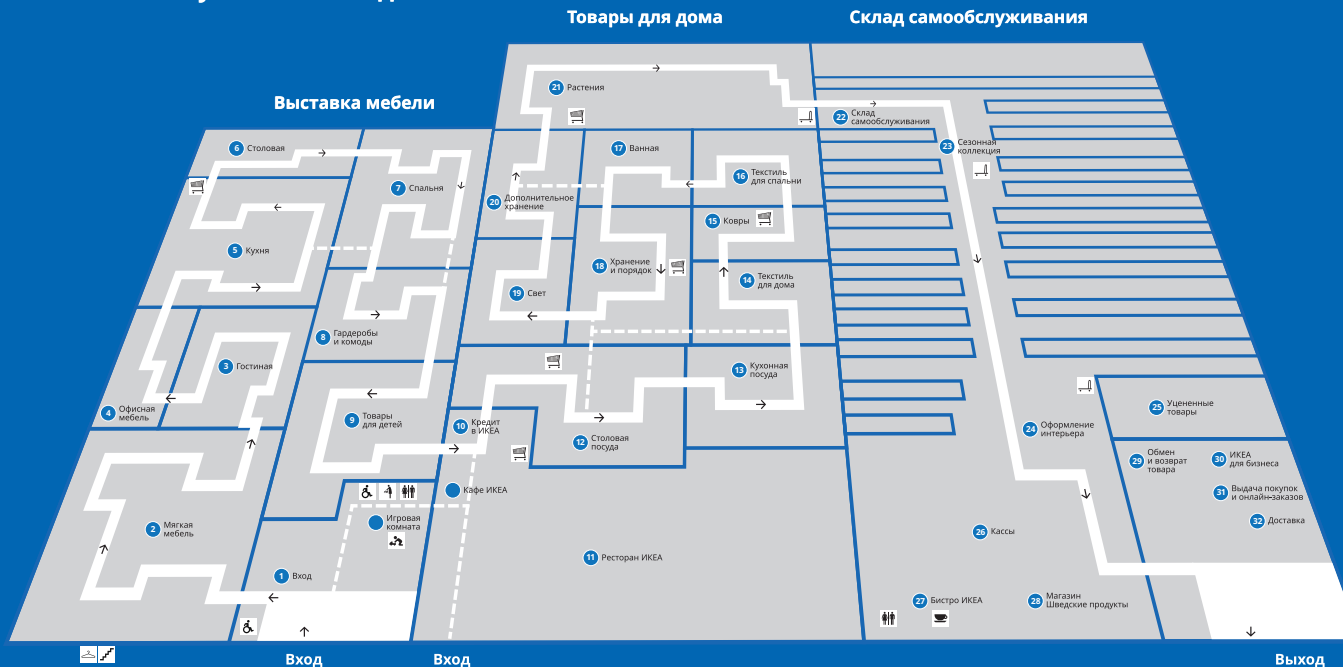 Товары для дома
Склад самообслуживания
Выставка мебели
21 Растения
22 Склад
самообслуживания
6 Столовая
17 Ванная
23 Сезонная
коллекция
7 Спальня
16 Текстиль
для спальни
20 Дополнительное
хранение
15 Ковры
5 Кухня
18 Хранение
и порядок
14 Текстиль
для дома
19 Свет
8 Гардеробы
и комоды
3 Гостиная
13 Кухонная
посуда
4 Офисная
мебель
9 Товары
для детей
10 Кредит
в ИКЕА
12 Столовая
посуда
25 Уцененные
товары
24 Оформление
интерьера
29 Обмен
и возврат
товара
30 ИКЕА
для бизнеса
31 Выдача покупок
и онлайн-заказов
32 Доставка
Кафе ИКЕА
2 Мягкая
мебель
Игровая
комната
26 Кассы
11 Ресторан ИКЕА
1 Вход
27 Бистро ИКЕА
28 Магазин
Шведские продукты
Вход
Вход
Выход